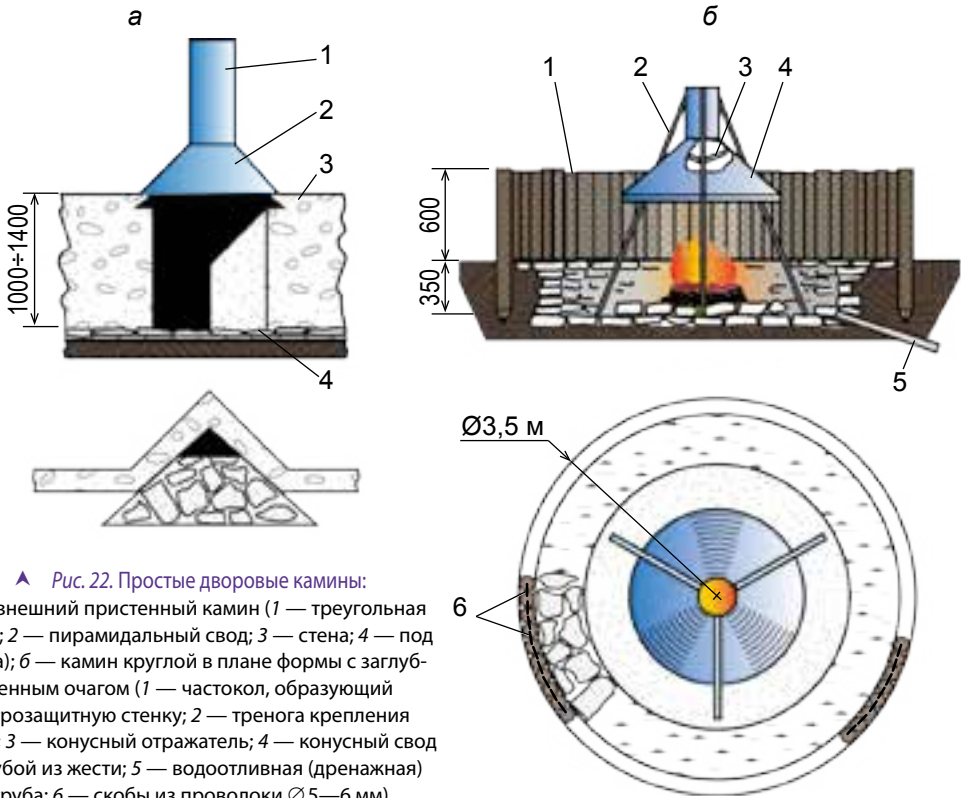 а
б
1
2
3
4
1000÷1400
1
2
3
4
600
350
5
Ø3,5 м
6
Рис. 22. Простые дворовые камины:
внешний пристенный камин (1 — треугольная
; 2 — пирамидальный свод; 3 — стена; 4 — под
); б — камин круглой в плане формы с заглуб-
енным очагом (1 — частокол, образующий
розащитную стенку; 2 — тренога крепления
3 — конусный отражатель; 4 — конусный свод
убой из жести; 5 — водоотливная (дренажная)
руба; 6 — скобы из проволоки ∅ 5—6 мм)